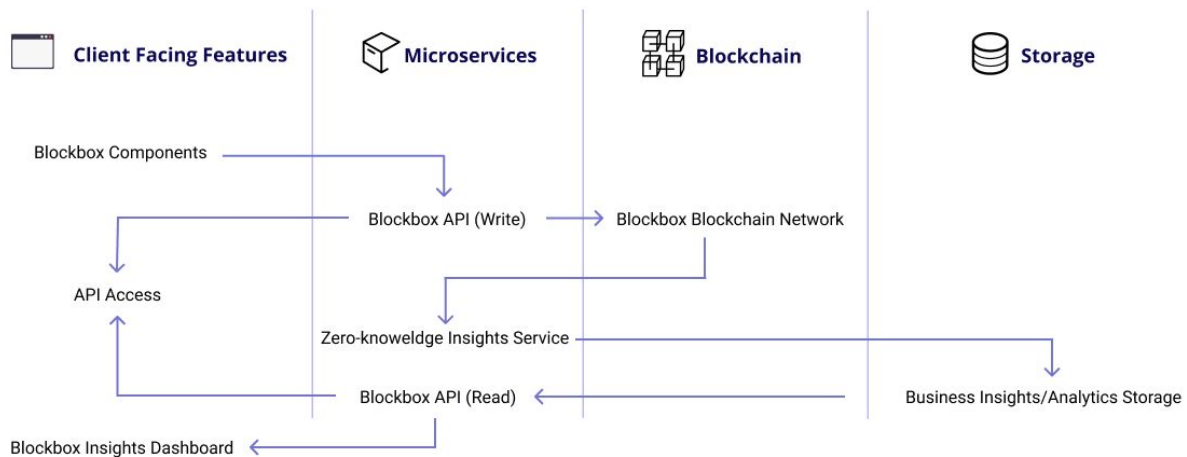 Client Facing Features
Microservices
Blockchain
Storage
Blockbox Components
Blockbox API (Write)
Blockbox Blockchain Network
API Access
Zero-knoweldge Insights Service
Blockbox API (Read)
Business Insights/Analytics Storage
Blockbox Insights Dashboard